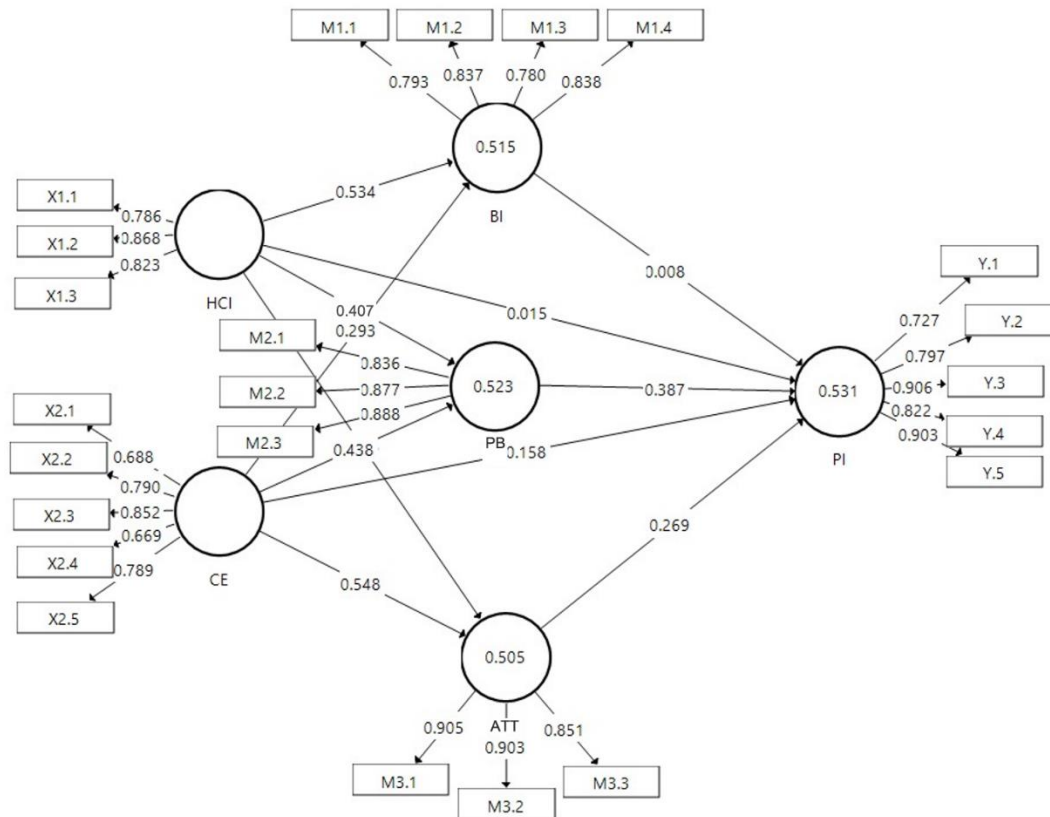 M1.1
M1.2
M1.3
M1.4
0.793
0.837
0.780
0.838
0.515
BI
X1.1
X1.2
X1.3
0.786
0.868
0.823
HCI
0.534
0.407
0.293
0.015
0.008
M2.1
M2.2
M2.3
0.836
0.877
0.888
0.523
PB
0.387
0.438
0.158
Y.1
Y.2
Y.3
Y.4
Y.5
0.727
0.797
0.906
0.822
0.903
0.531
PI
X2.1
X2.2
X2.3
X2.4
X2.5
0.688
0.790
0.852
0.669
0.789
CE
0.548
0.269
0.505
ATT
0.905
0.903
0.851
M3.1
M3.2
M3.3